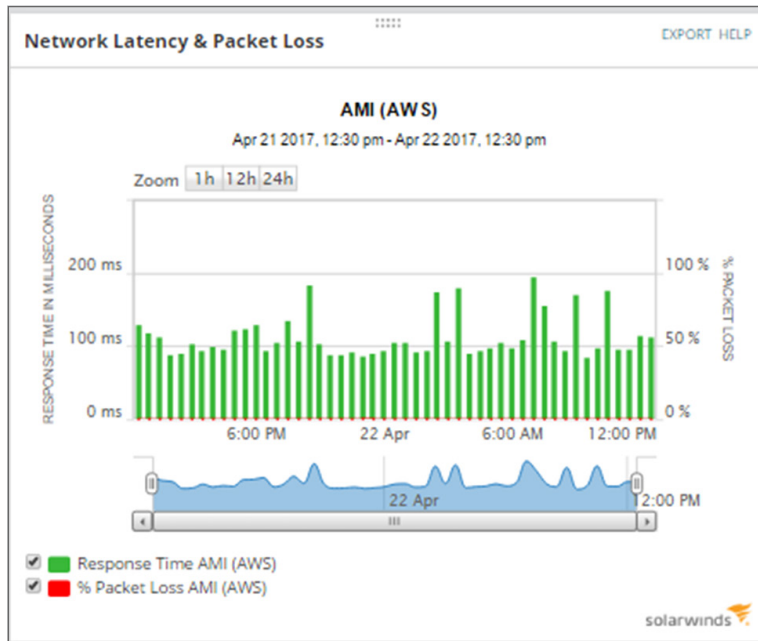 Network Latency & Packet Loss
EXPORT HELP
AMI (AWS)
Apr 21 2017, 12:30 pm - Apr 22 2017, 12:30 pm
Zoom 1h 12h 24h
RESPONSE TIME IN MILLISECONDS
200 ms
100 ms
0 ms
100 %
50 %
0 %
% PACKET LOSS
6:00 PM 22 Apr 6:00 AM 12:00 PM
22 Apr 12:00 PM
Response Time AMI (AWS)
% Packet Loss AMI (AWS)
solarwinds